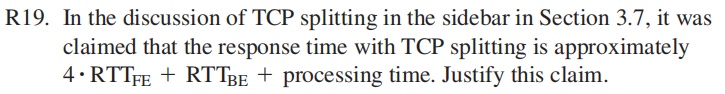 R19. In the discussion of TCP splitting in the sidebar in Section 3.7, it was
claimed that the response time with TCP splitting is approximately
4 · RTTFE + RTTBE + processing time. Justify this claim.